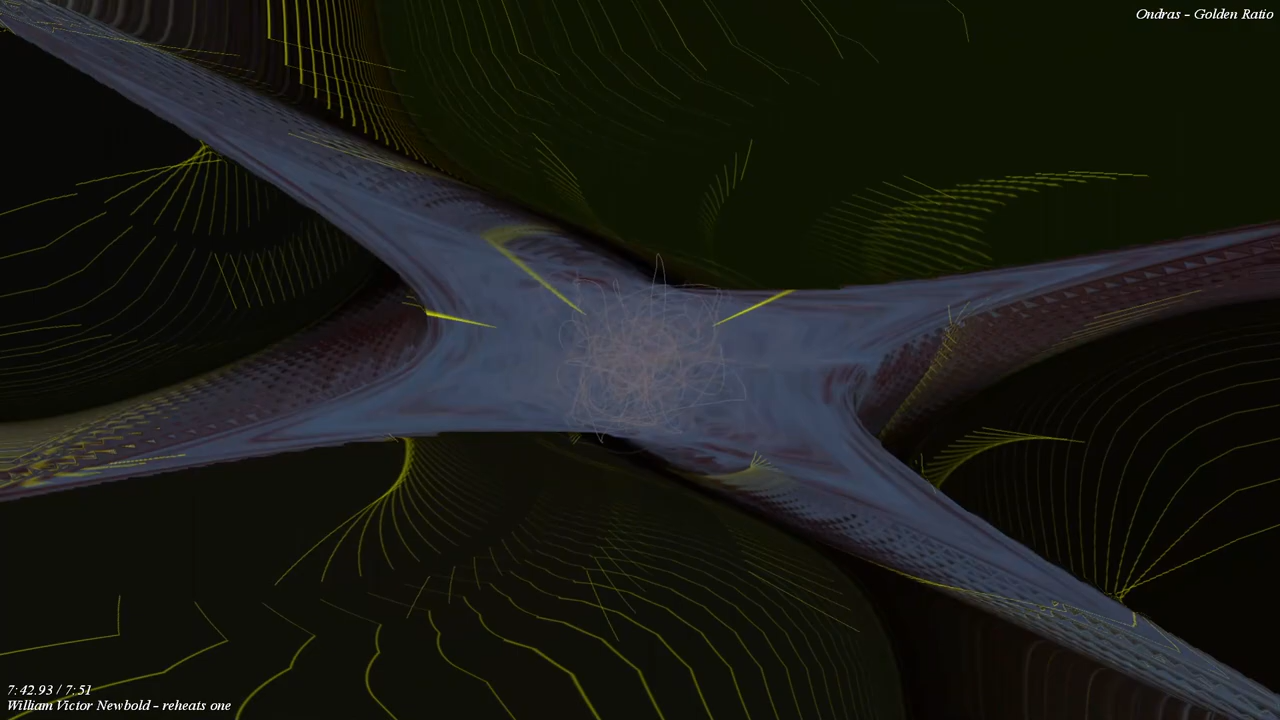 Ondras - Golden Ratio
7:42.93 / 7:51
William Victor Newbold - reheats one